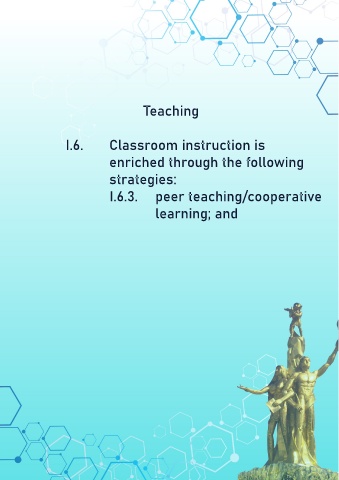 Teaching
I.6. Classroom instruction is
enriched through the following
strategies:
I.6.3. peer teaching/cooperative
learning; and